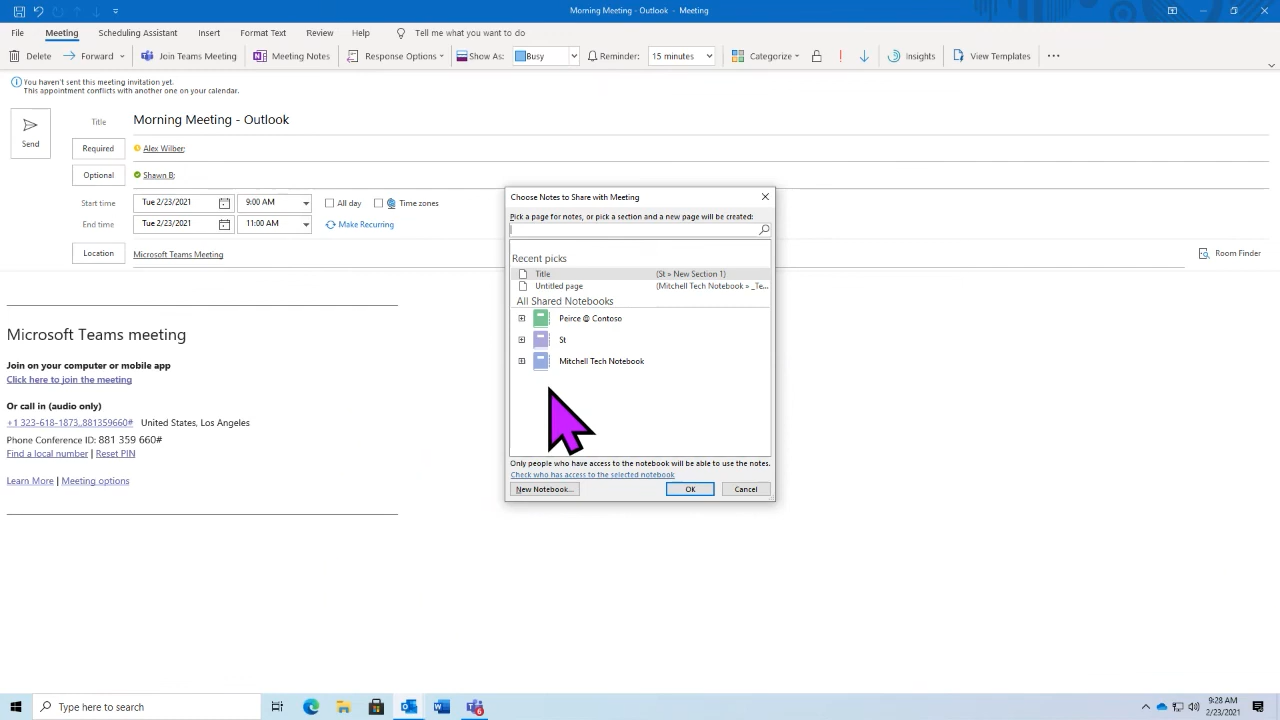 Morning Meeting - Outlook - Meeting
File Meeting Scheduling Assistant Insert Format Text Review Help Tell me what you want to do
Delete Forward Join Teams Meeting Meeting Notes Response Options Show As: Busy Reminder: 15 minutes Categorize Insights View Templates
You haven't sent this meeting invitation yet.
This appointment conflicts with another one on your calendar.
Send
Title Morning Meeting - Outlook
Required Alex Wilber;
Optional Shawn B;
Start time Tue 2/23/2021 9:00 AM All day Time zones
End time Tue 2/23/2021 11:00 AM Make Recurring
Location Microsoft Teams Meeting Room Finder
Microsoft Teams meeting
Join on your computer or mobile app
Click here to join the meeting
Or call in (audio only)
+1 323-618-1873,,881359660# United States, Los Angeles
Phone Conference ID: 881 359 660#
Find a local number | Reset PIN
Learn More | Meeting options
Choose Notes to Share with Meeting
Pick a page for notes, or pick a section and a new page will be created:
Recent picks
Title (St » New Section 1)
Untitled page (Mitchell Tech Notebook » _Te...
All Shared Notebooks
Peirce @ Contoso
St
Mitchell Tech Notebook
Only people who have access to the notebook will be able to use the notes.
Check who has access to the selected notebook
New Notebook... OK Cancel
Type here to search
6
9:28 AM
2/23/2021